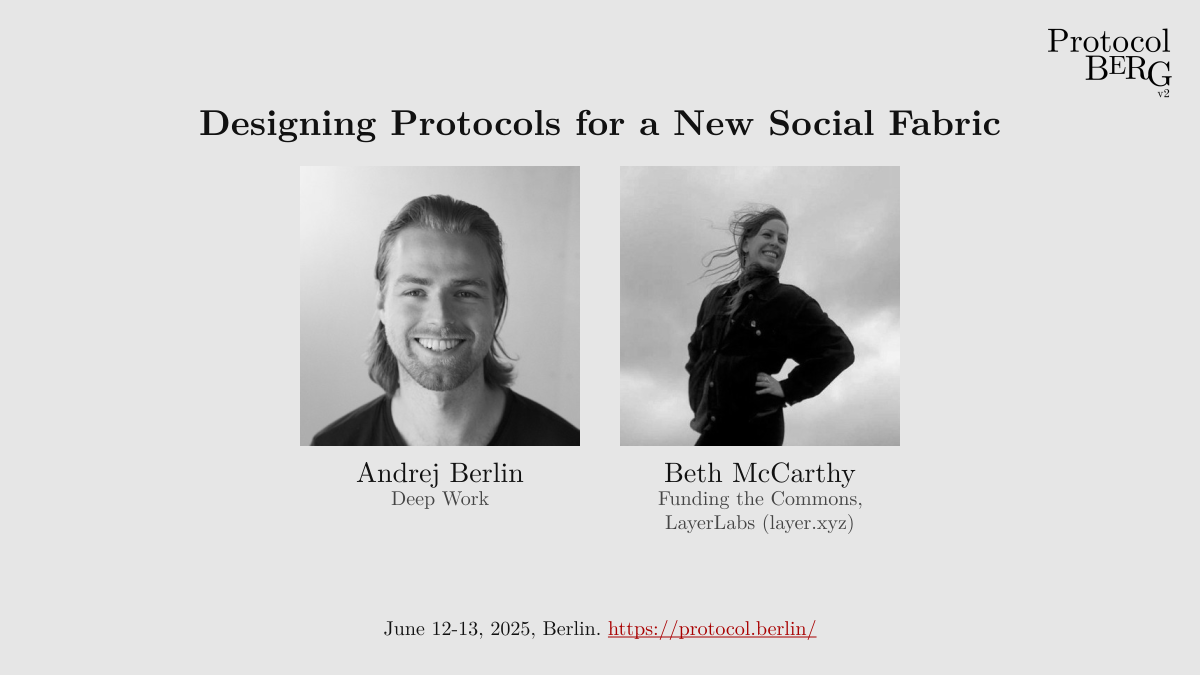 Protocol
BERG
v2
Designing Protocols for a New Social Fabric
Andrej Berlin
Deep Work
Beth McCarthy
Funding the Commons,
LayerLabs (layer.xyz)
June 12-13, 2025, Berlin. https://protocol.berlin/